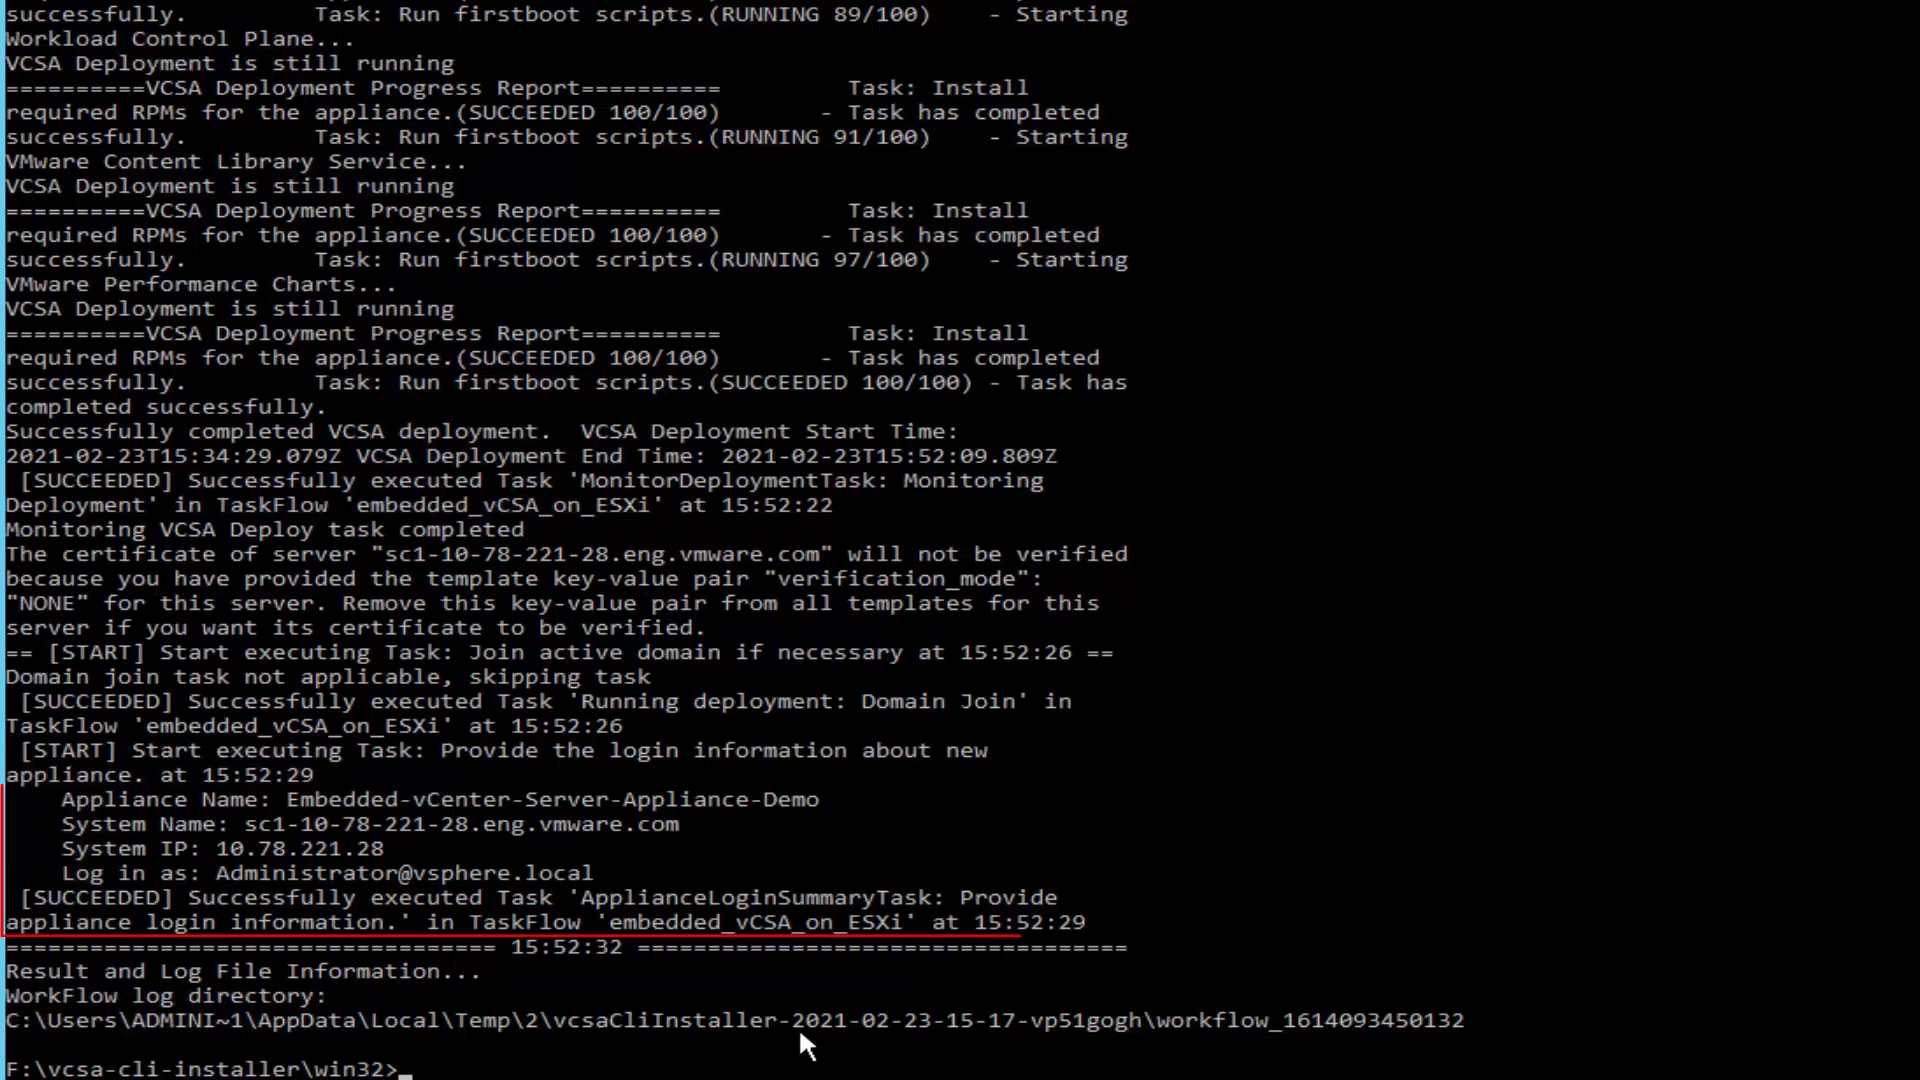 successfully.         Task: Run firstboot scripts.(RUNNING 89/100)    - Starting
Workload Control Plane...
VCSA Deployment is still running
==========VCSA Deployment Progress Report==========         Task: Install
required RPMs for the appliance.(SUCCEEDED 100/100)       - Task has completed
successfully.         Task: Run firstboot scripts.(RUNNING 91/100)    - Starting
VMware Content Library Service...
VCSA Deployment is still running
==========VCSA Deployment Progress Report==========         Task: Install
required RPMs for the appliance.(SUCCEEDED 100/100)       - Task has completed
successfully.         Task: Run firstboot scripts.(RUNNING 97/100)    - Starting
VMware Performance Charts...
VCSA Deployment is still running
==========VCSA Deployment Progress Report==========         Task: Install
required RPMs for the appliance.(SUCCEEDED 100/100)       - Task has completed
successfully.         Task: Run firstboot scripts.(SUCCEEDED 100/100) - Task has
completed successfully.
Successfully completed VCSA deployment.  VCSA Deployment Start Time:
2021-02-23T15:34:29.079Z VCSA Deployment End Time: 2021-02-23T15:52:09.809Z
 [SUCCEEDED] Successfully executed Task 'MonitorDeploymentTask: Monitoring
Deployment' in TaskFlow 'embedded_vCSA_on_ESXi' at 15:52:22
Monitoring VCSA Deploy task completed
The certificate of server "sc1-10-78-221-28.eng.vmware.com" will not be verified
because you have provided the template key-value pair "verification_mode":
"NONE" for this server. Remove this key-value pair from all templates for this
server if you want its certificate to be verified.
== [START] Start executing Task: Join active domain if necessary at 15:52:26 ==
Domain join task not applicable, skipping task
 [SUCCEEDED] Successfully executed Task 'Running deployment: Domain Join' in
TaskFlow 'embedded_vCSA_on_ESXi' at 15:52:26
 [START] Start executing Task: Provide the login information about new
appliance. at 15:52:29
    Appliance Name: Embedded-vCenter-Server-Appliance-Demo
    System Name: sc1-10-78-221-28.eng.vmware.com
    System IP: 10.78.221.28
    Log in as: Administrator@vsphere.local
 [SUCCEEDED] Successfully executed Task 'ApplianceLoginSummaryTask: Provide
appliance login information.' in TaskFlow 'embedded_vCSA_on_ESXi' at 15:52:29
=================================== 15:52:32 ===================================
Result and Log File Information...
WorkFlow log directory:
C:\Users\ADMINI~1\AppData\Local\Temp\2\vcsaCliInstaller-2021-02-23-15-17-vp51gogh\workflow_1614093450132
F:\vcsa-cli-installer\win32>_